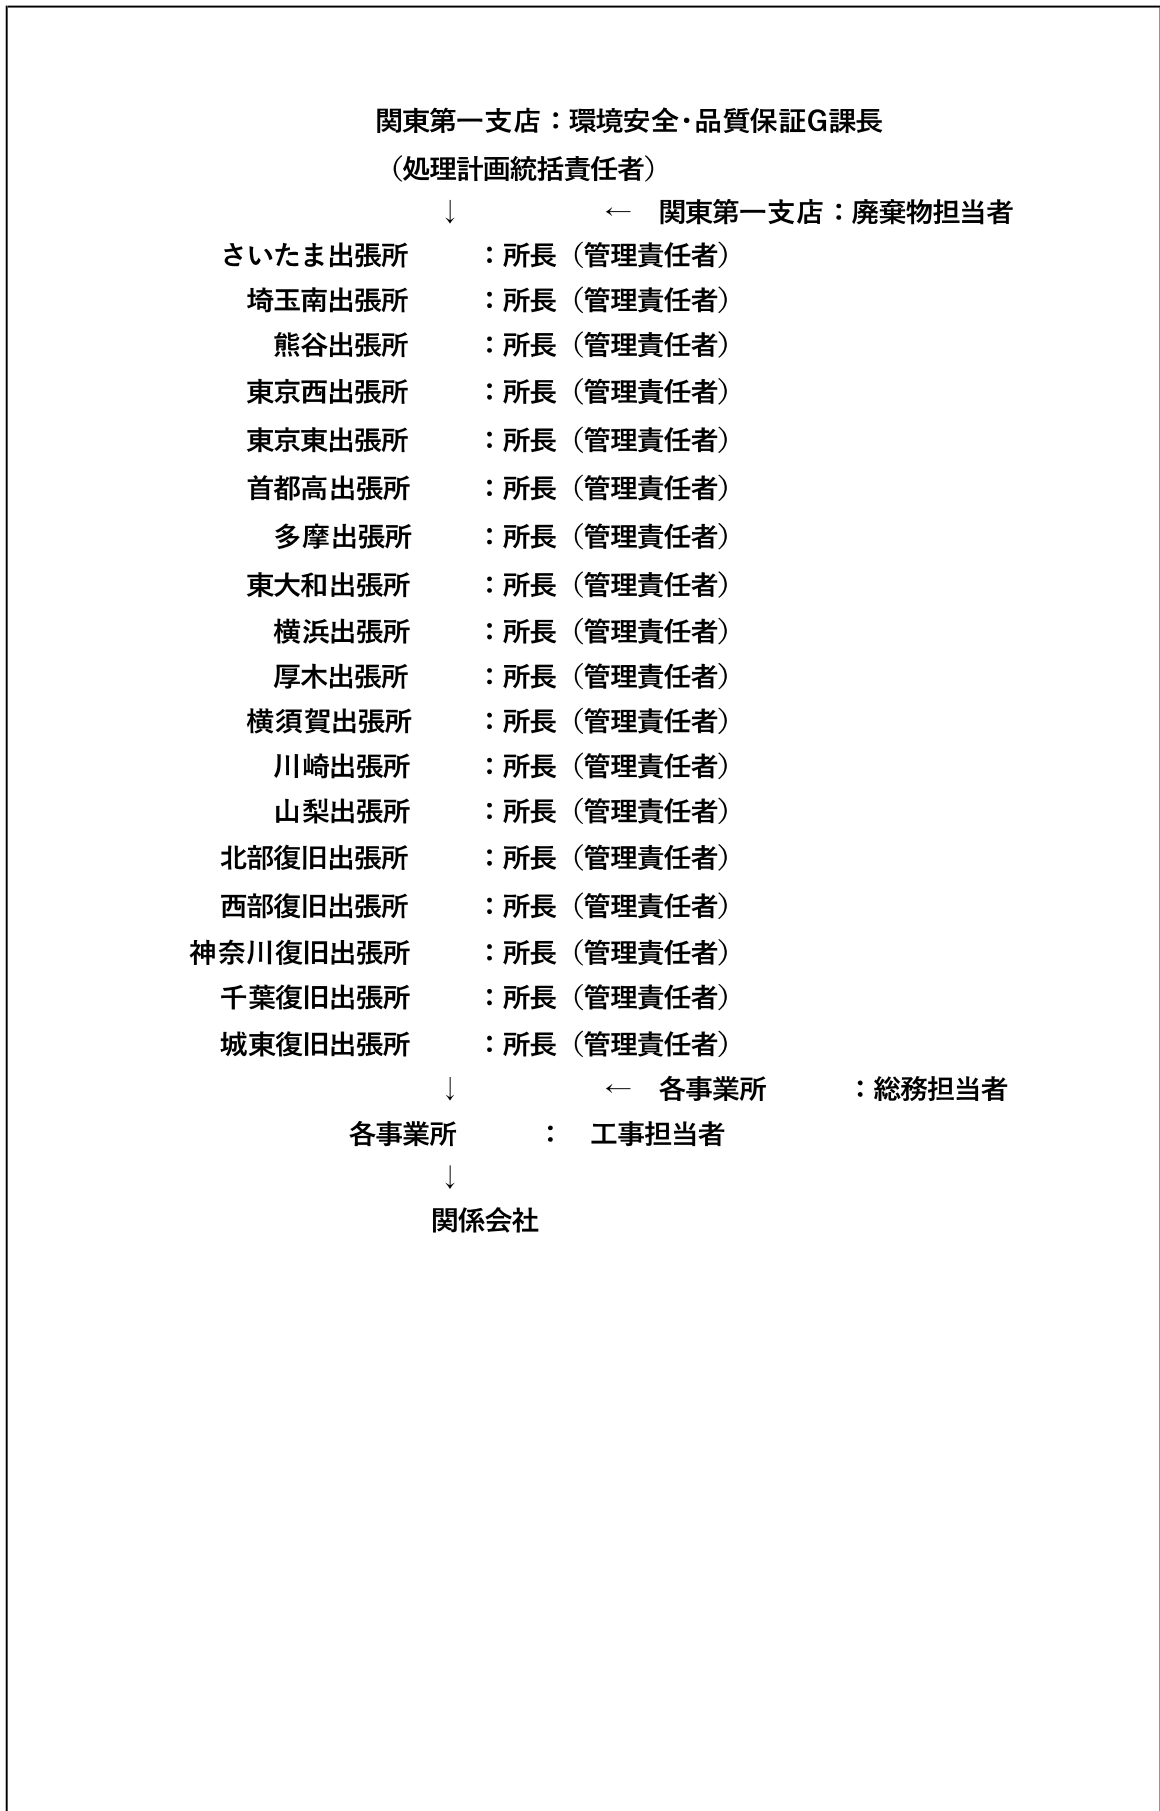 関東第一支店：環境安全・品質保証G課長
（処理計画統括責任者）
↓　　　←　関東第一支店：廃棄物担当者
さいたま出張所　　：所長（管理責任者）
埼玉南出張所　　：所長（管理責任者）
熊谷出張所　　：所長（管理責任者）
東京西出張所　　：所長（管理責任者）
東京東出張所　　：所長（管理責任者）
首都高出張所　　：所長（管理責任者）
多摩出張所　　：所長（管理責任者）
東大和出張所　　：所長（管理責任者）
横浜出張所　　：所長（管理責任者）
厚木出張所　　：所長（管理責任者）
横須賀出張所　　：所長（管理責任者）
川崎出張所　　：所長（管理責任者）
山梨出張所　　：所長（管理責任者）
北部復旧出張所　　：所長（管理責任者）
西部復旧出張所　　：所長（管理責任者）
神奈川復旧出張所　　：所長（管理責任者）
千葉復旧出張所　　：所長（管理責任者）
城東復旧出張所　　：所長（管理責任者）
↓　　　←　各事業所　　：総務担当者
各事業所　　：　工事担当者
↓
関係会社